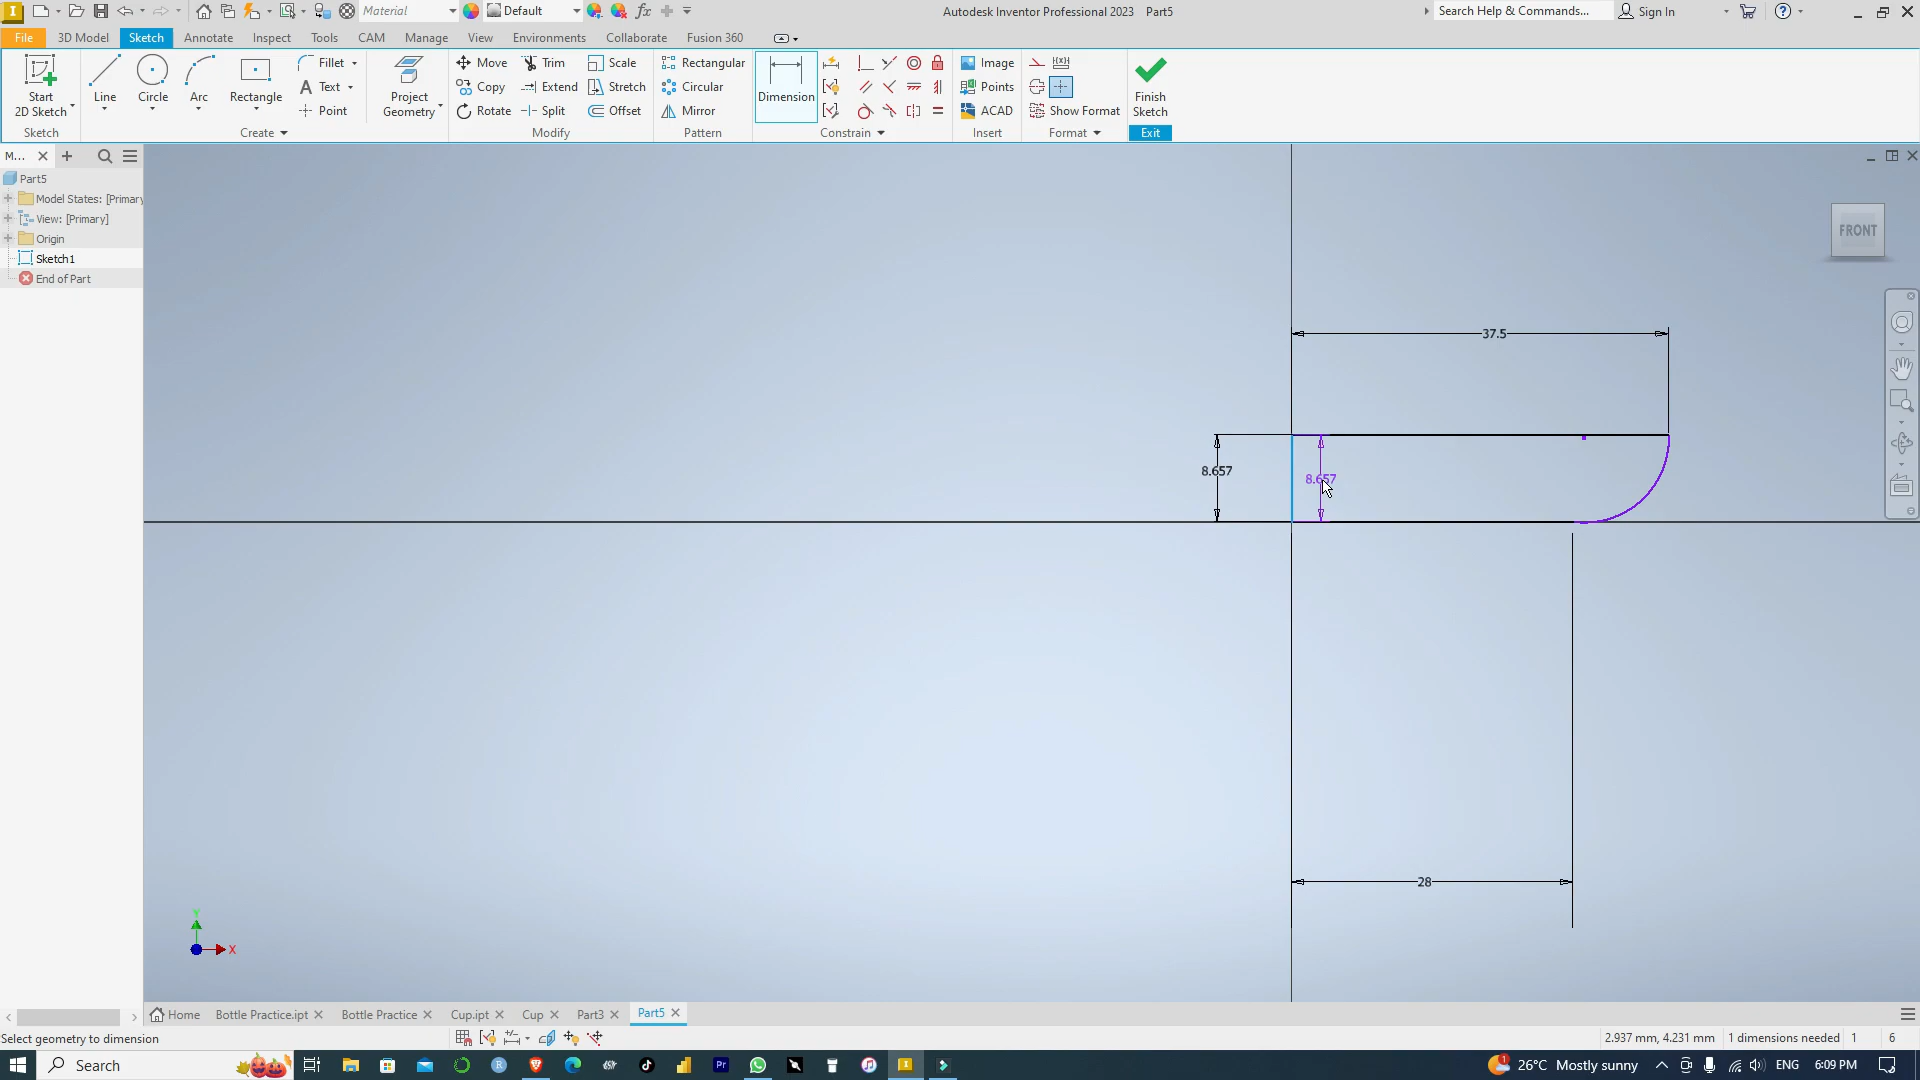 Material Default Autodesk Inventor Professional 2023 Part5 Search Help & Commands... Sign In
File 3D Model Sketch Annotate Inspect Tools CAM Manage View Environments Collaborate Fusion 360
Fillet Move Trim Scale Rectangular Image
Text Copy Extend Stretch Circular Points
Start 2D Sketch Line Circle Arc Rectangle Project Geometry Dimension Finish Sketch
Point Rotate Split Offset Mirror ACAD Show Format
Sketch Create Modify Pattern Constrain Insert Format Exit
M...
Part5
Model States: [Primary
View: [Primary]
Origin
Sketch1
End of Part
FRONT
37.5
8.657
8.657
28
Y
X
Home Bottle Practice.ipt Bottle Practice Cup.ipt Cup Part3 Part5
Select geometry to dimension 2.937 mm, 4.231 mm 1 dimensions needed 1 6
Search 26°C Mostly sunny ENG 6:09 PM